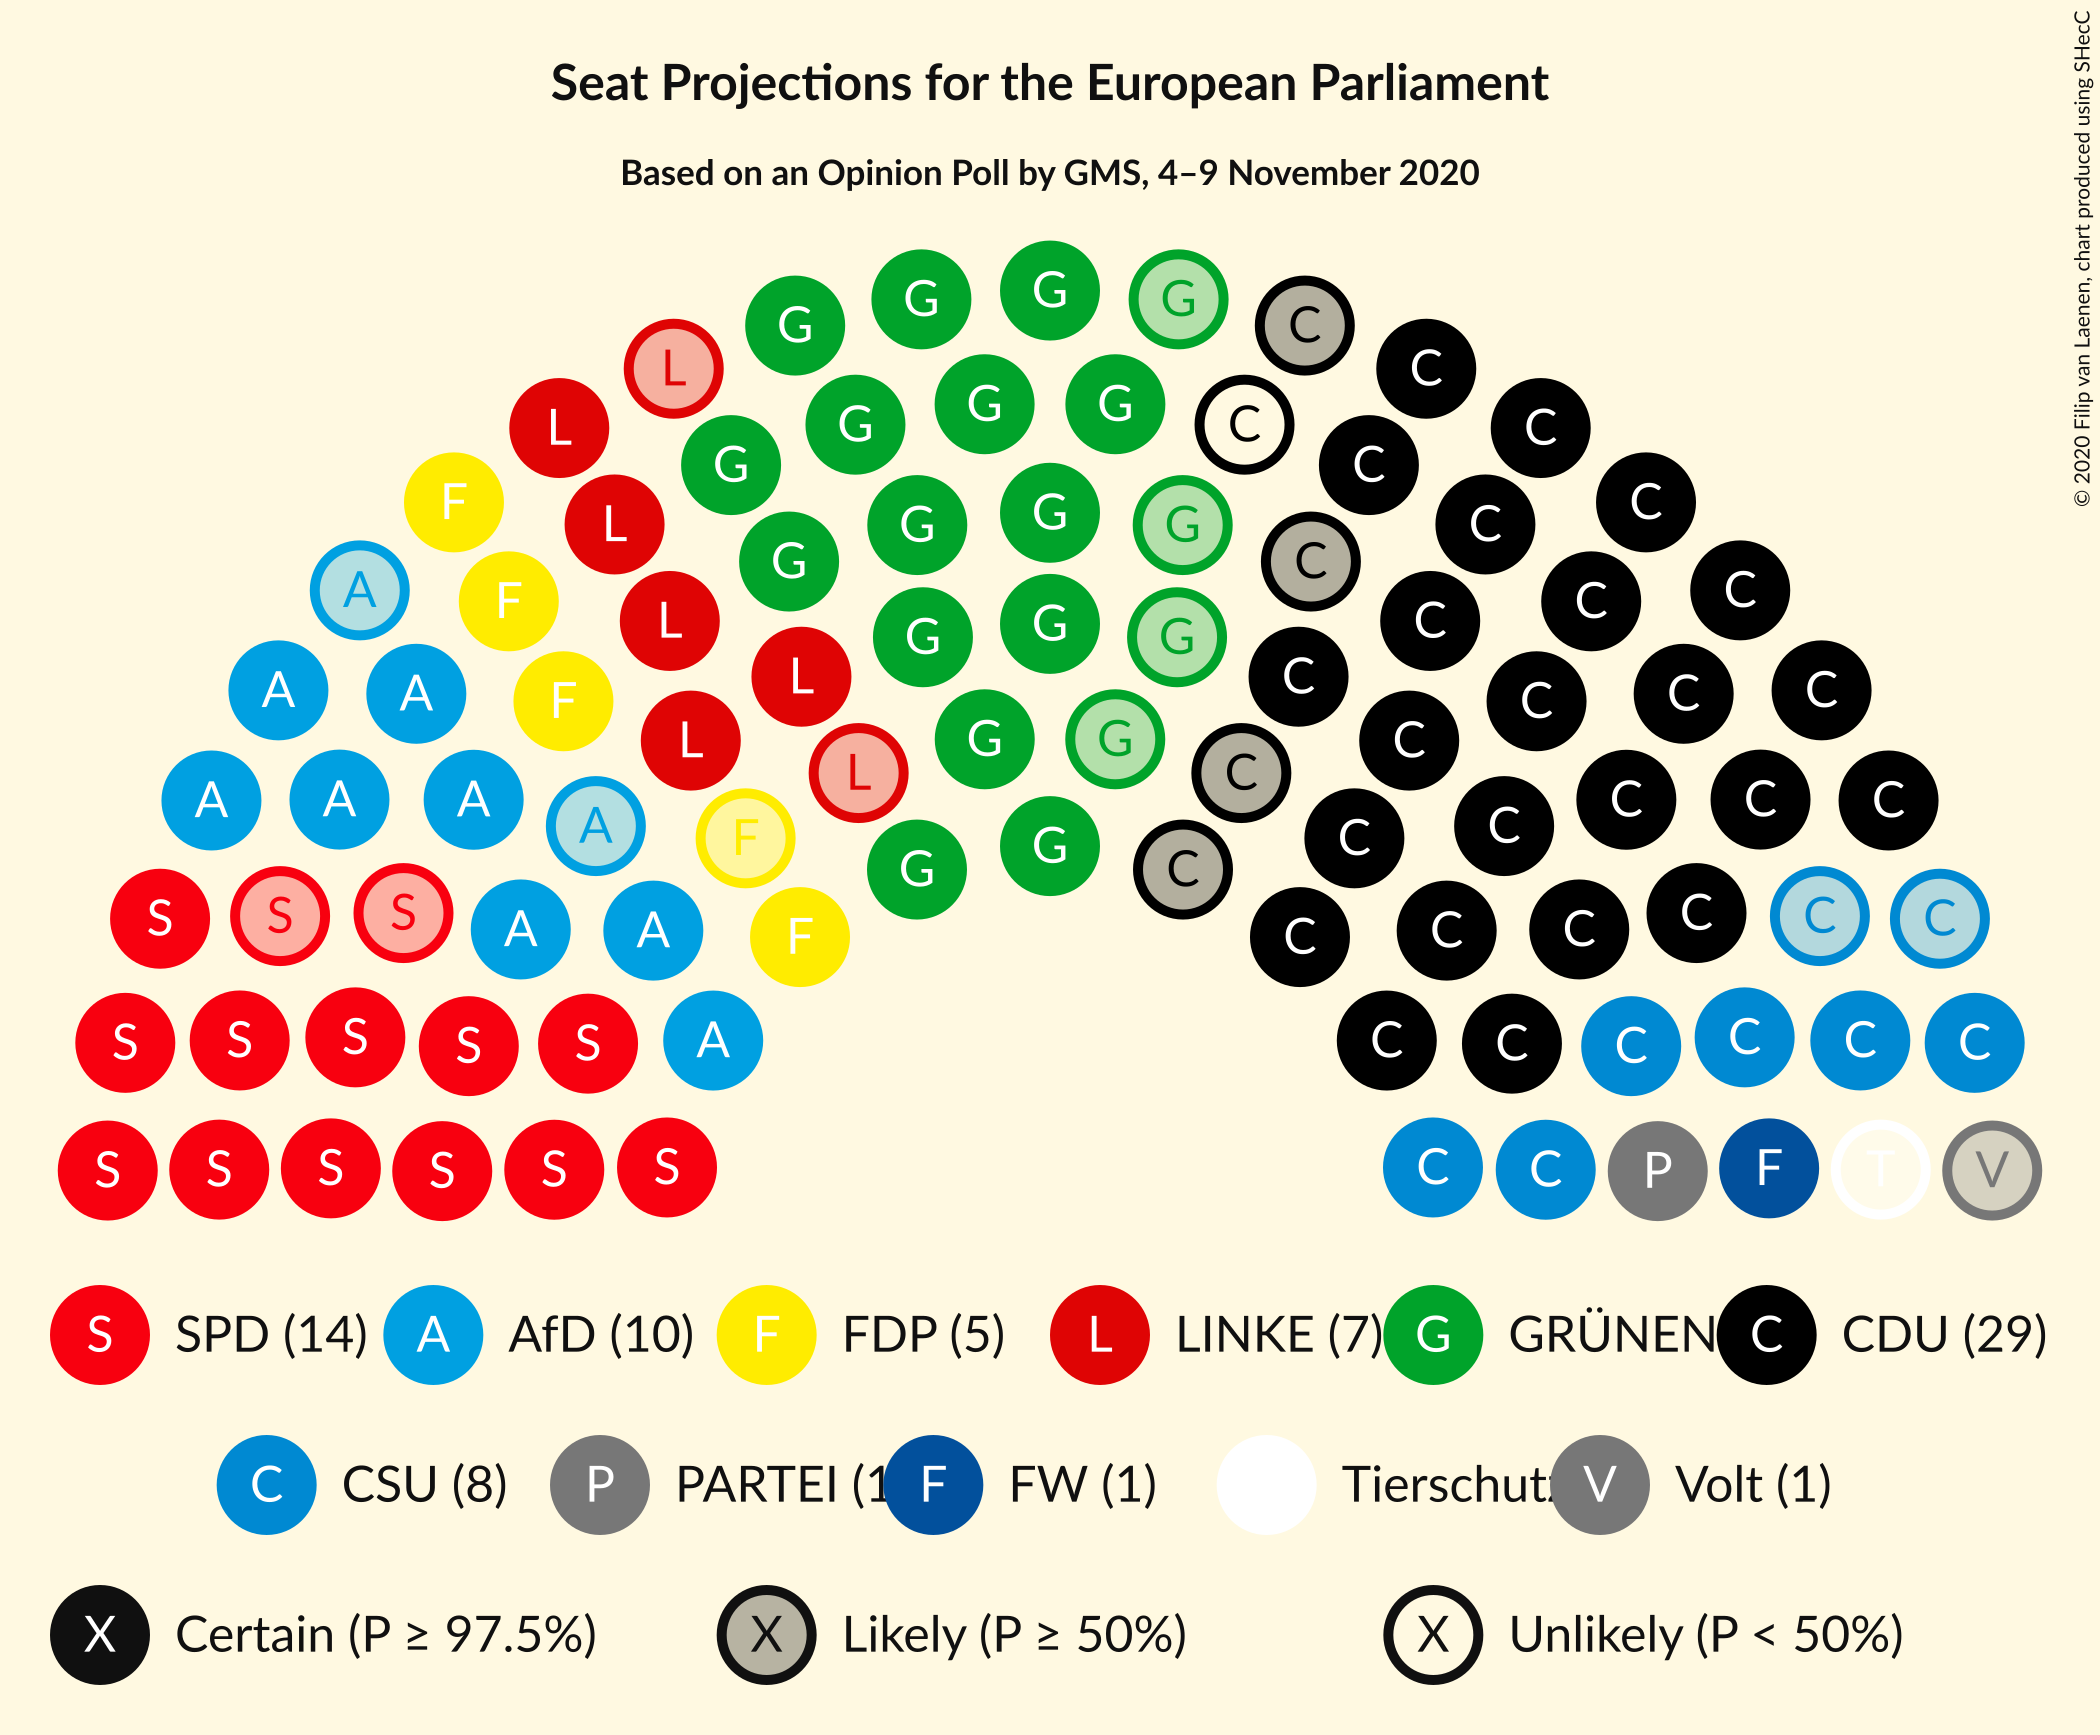 Seat Projections for the European Parliament
Based on an Opinion Poll by GMS, 4–9 November 2020
© 2020 Filip van Laenen, chart produced using SHecC
G G G G C
L G G G G C C C
L G C C
F L G G G G C C C
A F L G G G C C C
A A F L L G G C C C C C
A A A A F L G G C C C C C C C
S S S A A F G G C C C C C C C
S S S S S A C C C C C C
S S S S S S C C P F T V
S SPD (14) A AfD (10) F FDP (5) L LINKE (7) G GRÜNEN C CDU (29)
C CSU (8) P PARTEI (1 F FW (1) Tierschutz V Volt (1)
X Certain (P ≥ 97.5%) X Likely (P ≥ 50%) X Unlikely (P < 50%)